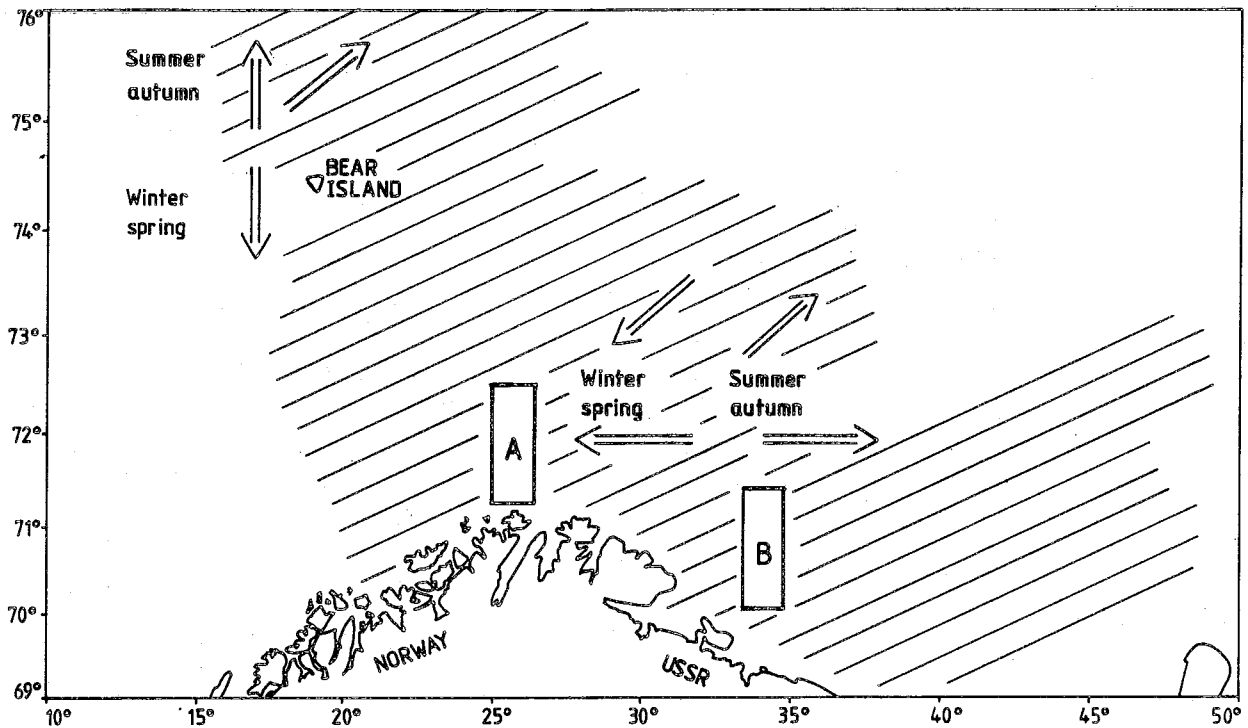 76°
Summer
autumn
75°
BEAR
ISLAND
Winter
spring
74°
73°
Winter
spring
Summer
autumn
72°
A
71°
B
70°
NORWAY
USSR
69°
10°
15°
20°
25°
30°
35°
40°
45°
50°